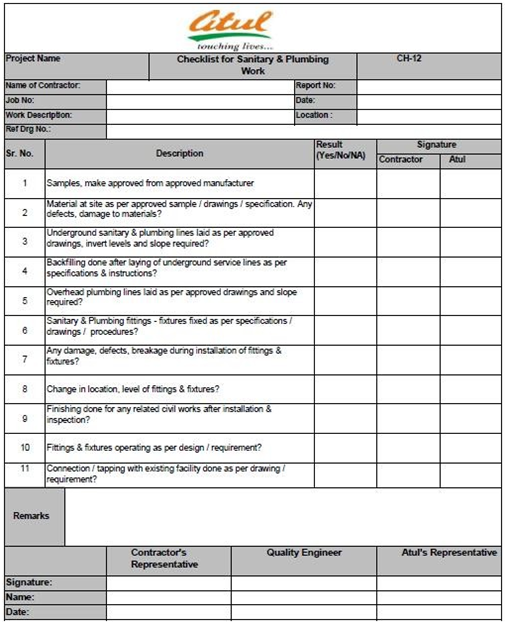 atul
touching lives...
Project Name Checklist for Sanitary & Plumbing CH-12
Work
Name of Contractor: Report No:
Job No: Date:
Work Description: Location :
Ref Drg No.:
Sr. No. Description Result Signature
(Yes/No/NA) Contractor Atul
1 Samples, make approved from approved manufacturer
2 Material at site as per approved sample / drawings / specification. Any
defects, damage to materials?
3 Underground sanitary & plumbing lines laid as per approved
drawings, invert levels and slope required?
4 Backfilling done after laying of underground service lines as per
specifications & instructions?
5 Overhead plumbing lines laid as per approved drawings and slope
required?
6 Sanitary & Plumbing fittings - fixtures fixed as per specifications /
drawings / procedures?
7 Any damage, defects, breakage during installation of fittings &
fixtures?
8 Change in location, level of fittings & fixtures?
9 Finishing done for any related civil works after installation &
inspection?
10 Fittings & fixtures operating as per design / requirement?
11 Connection / tapping with existing facility done as per drawing /
requirement?
Remarks
Contractor's Quality Engineer Atul's Representative
Representative
Signature:
Name:
Date: